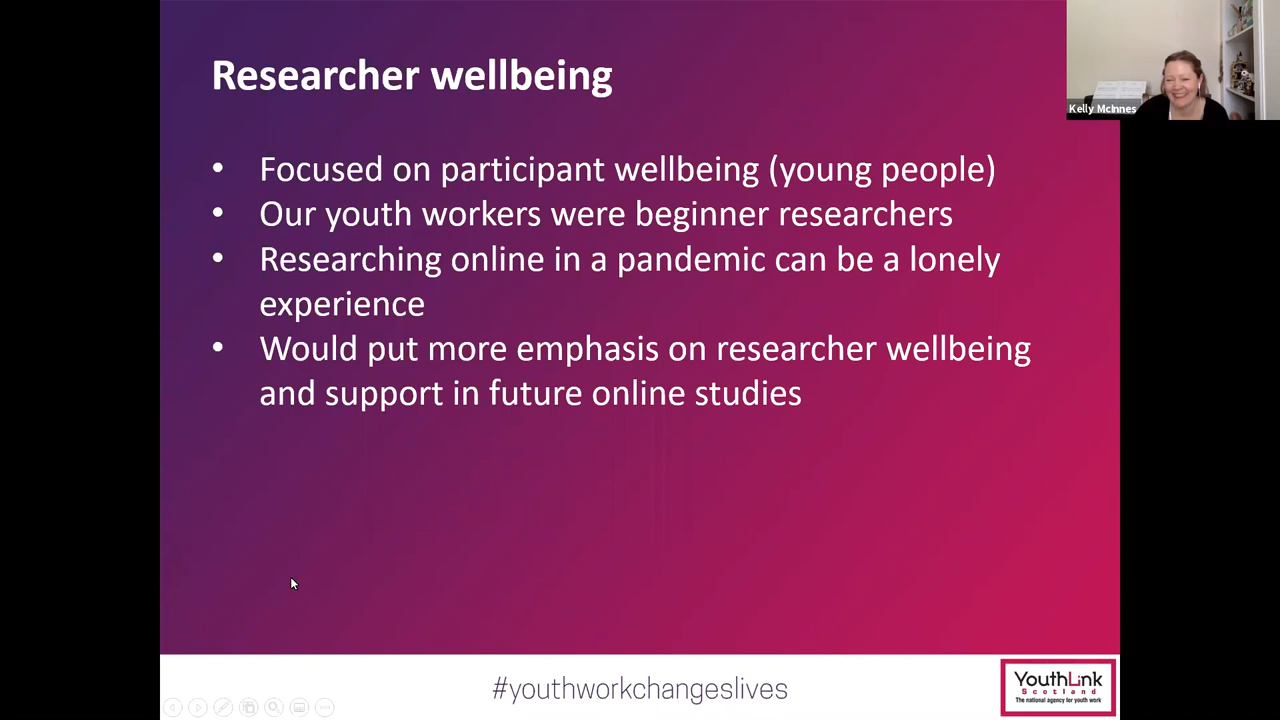 Researcher wellbeing
Kelly McInnes
• Focused on participant wellbeing (young people)
• Our youth workers were beginner researchers
• Researching online in a pandemic can be a lonely
experience
• Would put more emphasis on researcher wellbeing
and support in future online studies
#youthworkchangeslives
YouthLink
Scotland
The national agency for youth work